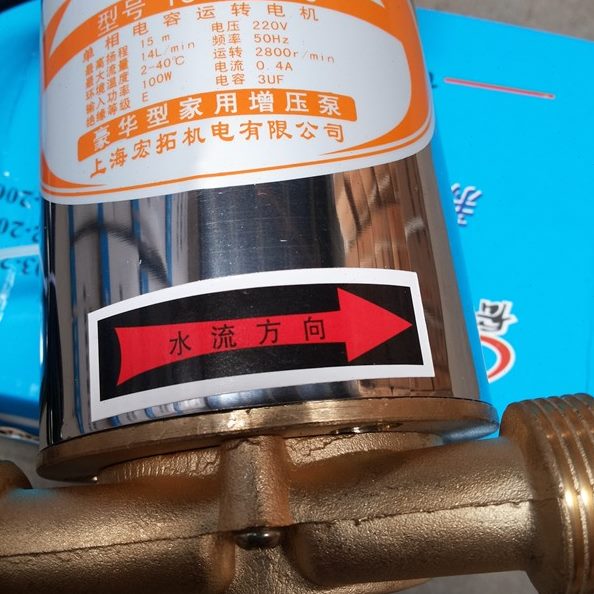 型号
单相电容运转电机
最高扬程 15m 电压 220V
最大流量 14L/min 频率 50Hz
环境温度 2-40℃ 运转 2800r/min
输入功率 100W 电流 0.4A
绝缘等级 E 电容 3UF
豪华型家用增压泵
上海宏拓机电有限公司
水流方向